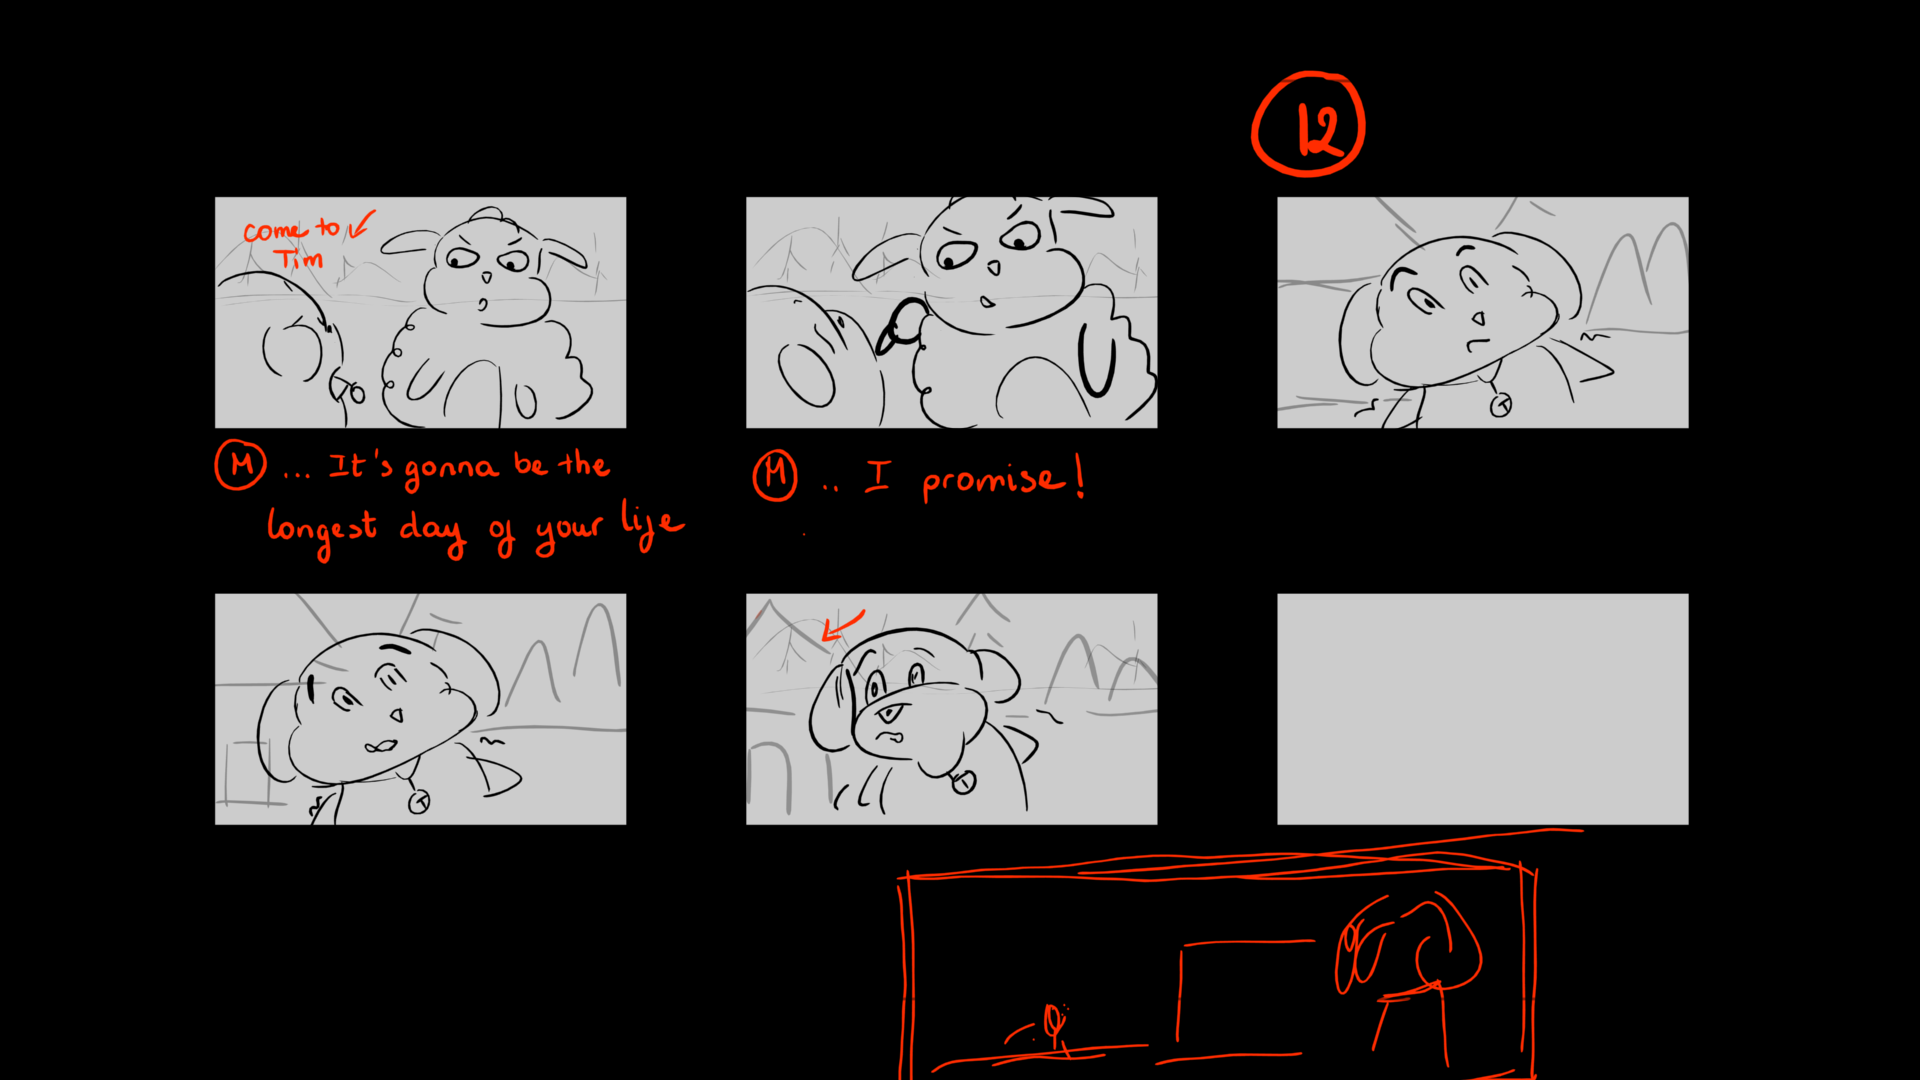 12
come to
Tim
M ... It's gonna be the
longest day of your life
M .. I promise!
T
T
T